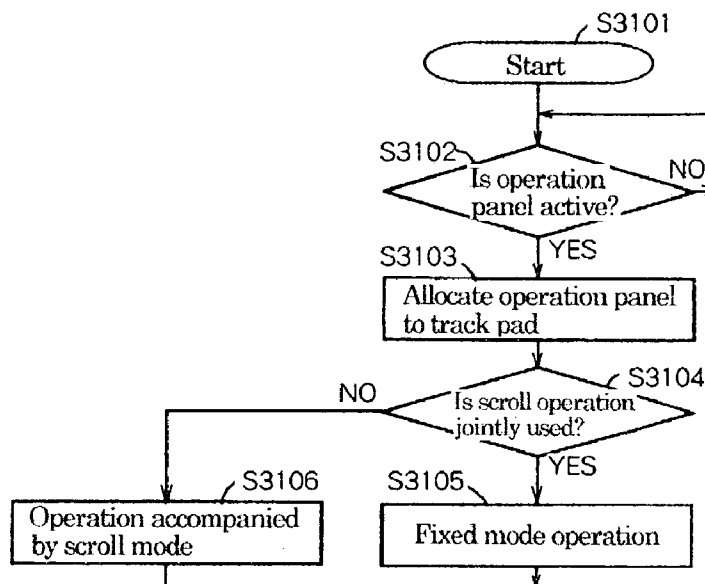 S3101
Start
S3102
Is operation
panel active?
NO
YES
S3103
Allocate operation panel
to track pad
S3104
NO
Is scroll operation
jointly used?
YES
S3106
S3105
Operation accompanied
by scroll mode
Fixed mode operation